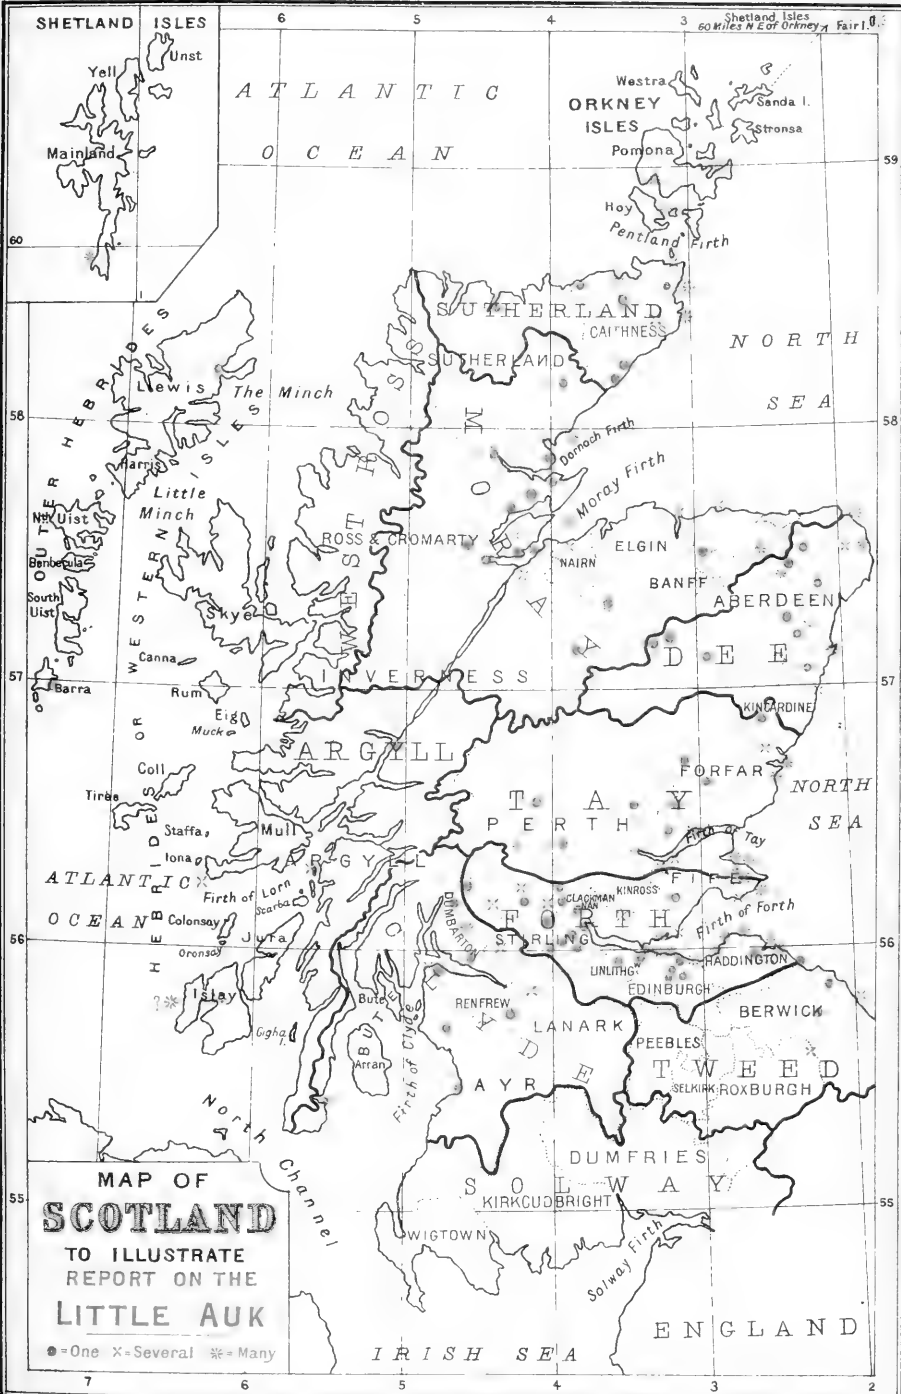 SHETLAND ISLES
Unst
Yell
Mainland
60
6 5 4 3
Shetland Isles
60 Miles N E of Orkney Fair I.
ATLANTIC
OCEAN
Westra
ORKNEY
ISLES
Sanda I.
Stronsa
Pomona
59
Hoy
Pentland Firth
SUTHERLAND
CAITHNESS
SUTHERLAND
NORTH
SEA
OUTER HEBRIDES
Lewis
The Minch
58
58
Harris
WESTERN ISLES
Little
Minch
WEST ROSS
MORAY
Dornoch Firth
Moray Firth
Nth Uist
Benbecula
South
Uist
Skye
ROSS & CROMARTY
NAIRN
ELGIN
BANFF
ABERDEEN
DEE
Canna
57
Barra
Rum
INVERNESS
57
Eig
Muck
KINCARDINE
ARGYLL
Coll
Tiree
HEBRIDES OR
FORFAR
NORTH
SEA
TAY
PERTH
Staffa
Mull
Firth of Tay
Iona
ARGYLL
ATLANTIC
OCEAN
Firth of Lorn
Scarba
FIFE
KINROSS
CLACKMAN
NAN
FORTH
Firth of Forth
DUMBARTON
STIRLING
Colonsay
Oronsay
Jura
56
56
HADDINGTON
LINLITHGW
EDINBURGH
?
Islay
Bute
BUTE
CLYDE
RENFREW
LANARK
BERWICK
Gigha
I.
Arran
Firth of Clyde
PEEBLES
TWEED
SELKIRK
ROXBURGH
AYR
North Channel
DUMFRIES
SOLWAY
KIRKCUDBRIGHT
55
55
WIGTOWN
Solway Firth
MAP OF
SCOTLAND
TO ILLUSTRATE
REPORT ON THE
LITTLE AUK
=One X=Several =Many
ENGLAND
IRISH SEA
7 6 5 4 3 2